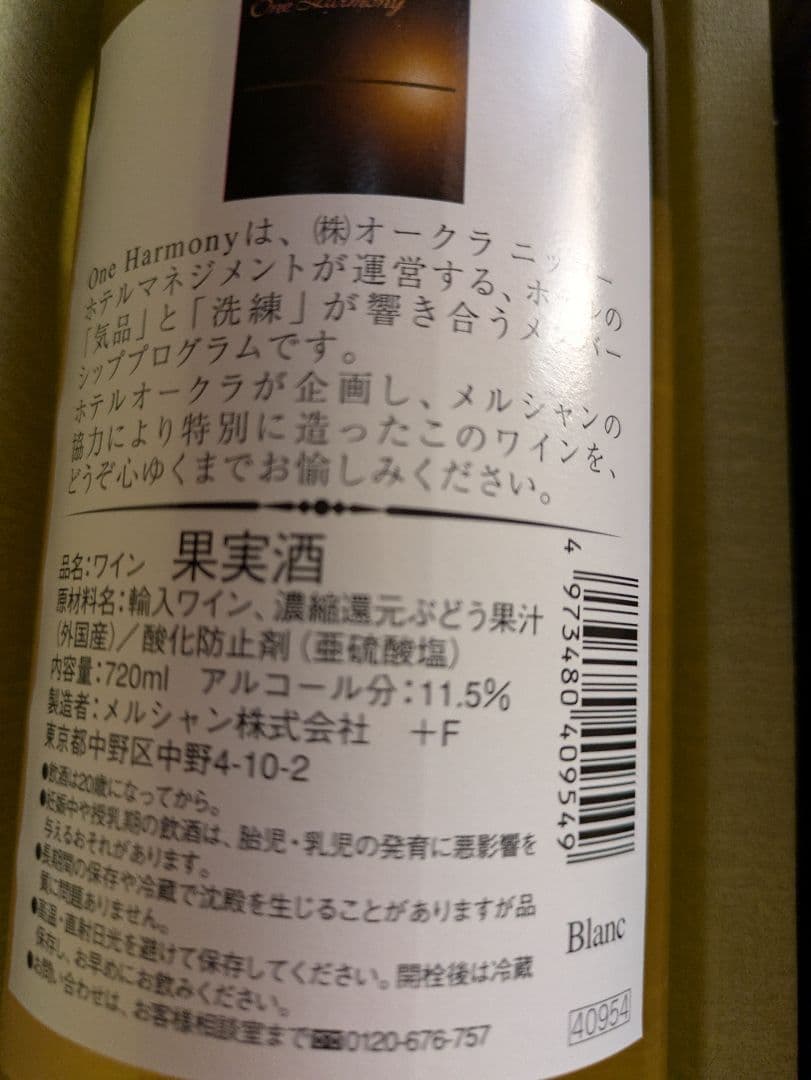 One Harmony
One Harmonyは、㈱オークラ ニッコー
ホテルマネジメントが運営する、ホテルの
「気品」と「洗練」が響き合うメンバー
シッププログラムです。
ホテルオークラが企画し、メルシャンの
協力により特別に造ったこのワインを、
どうぞ心ゆくまでお愉しみください。
品名:ワイン 果実酒
原材料名:輸入ワイン、濃縮還元ぶどう果汁
(外国産)/酸化防止剤(亜硫酸塩)
内容量:720ml アルコール分:11.5%
製造者:メルシャン株式会社 +F
東京都中野区中野4-10-2
●飲酒は20歳になってから。
●妊娠中や授乳期の飲酒は、胎児・乳児の発育に悪影響を
与えるおそれがあります。
●長期間の保存や冷蔵で沈殿を生じることがありますが品
質に問題ありません。
●高温・直射日光を避けて保存してください。開栓後は冷蔵
保存し、お早めにお飲みください。
●お問い合わせは、お客様相談室まで 0120-676-757
4 973480 409549
Blanc
40954